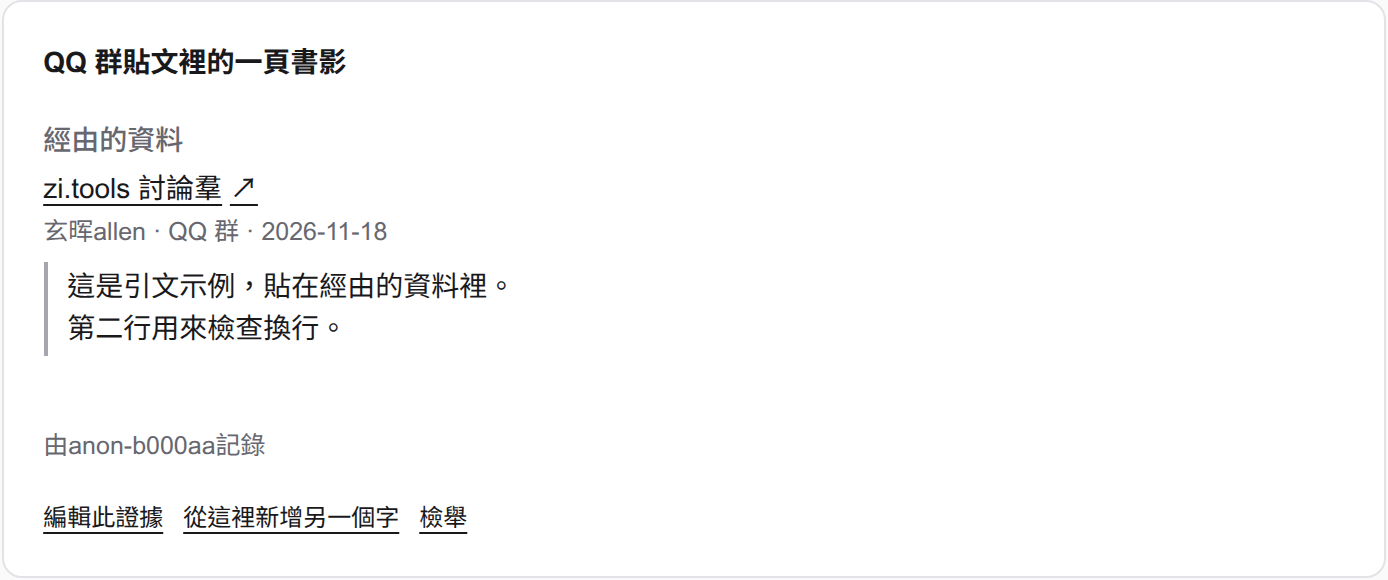 QQ 群貼文裡的一頁書影
經由的資料
zi.tools 討論羣 ↗
玄晖allen · QQ 群 · 2026-11-18
這是引文示例，貼在經由的資料裡。
第二行用來檢查換行。
由anon-b000aa記錄
編輯此證據 從這裡新增另一個字 檢舉